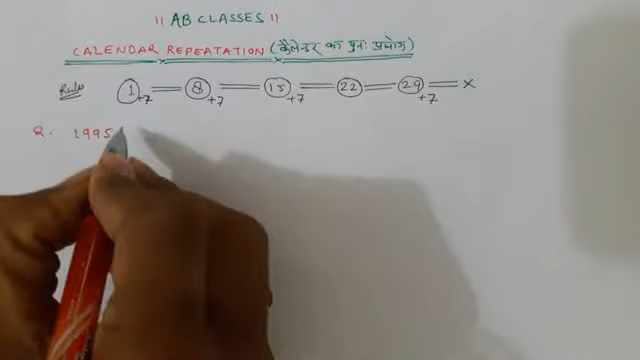 || AB CLASSES ||
CALENDAR REPEATATION (कैलेन्डर का पुनः प्रयोग)
Rule 1 +7 = 8 +7 = 15 +7 = 22 = 29 +7 = x
Q. 1995